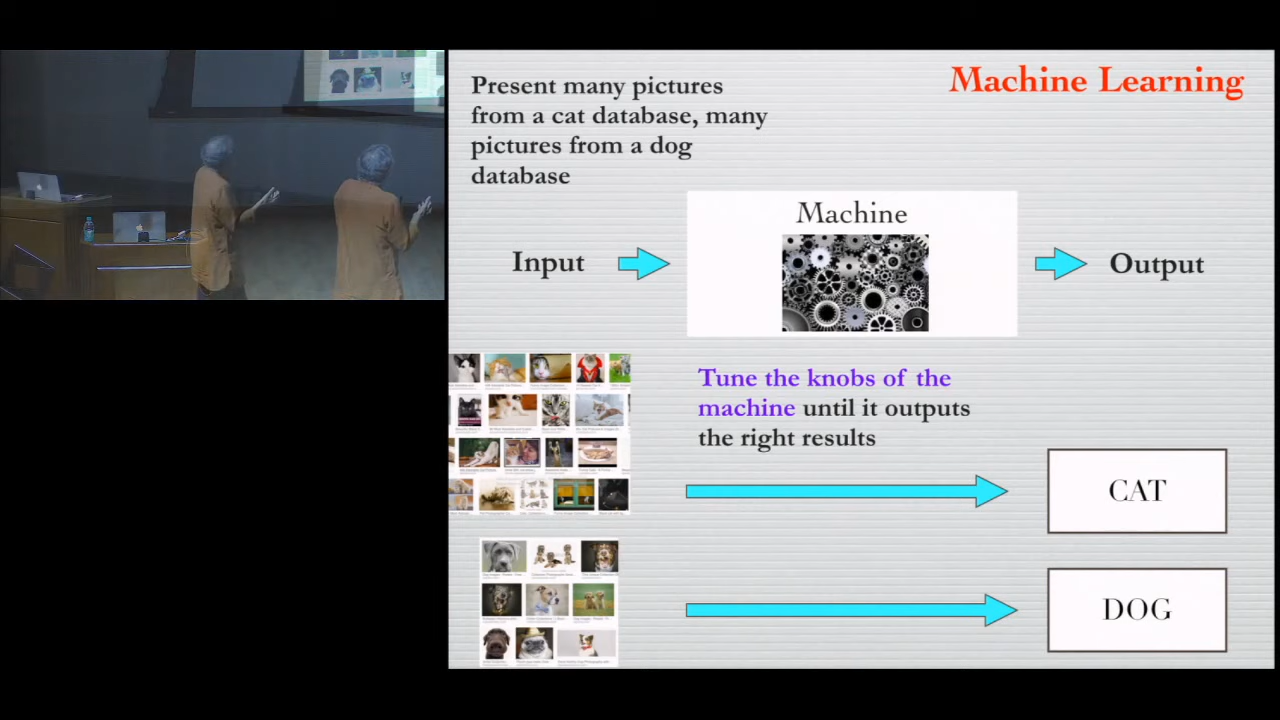 Machine Learning
Present many pictures
from a cat database, many
pictures from a dog
database
Machine
Input
Output
Tune the knobs of the
machine until it outputs
the right results
CAT
DOG